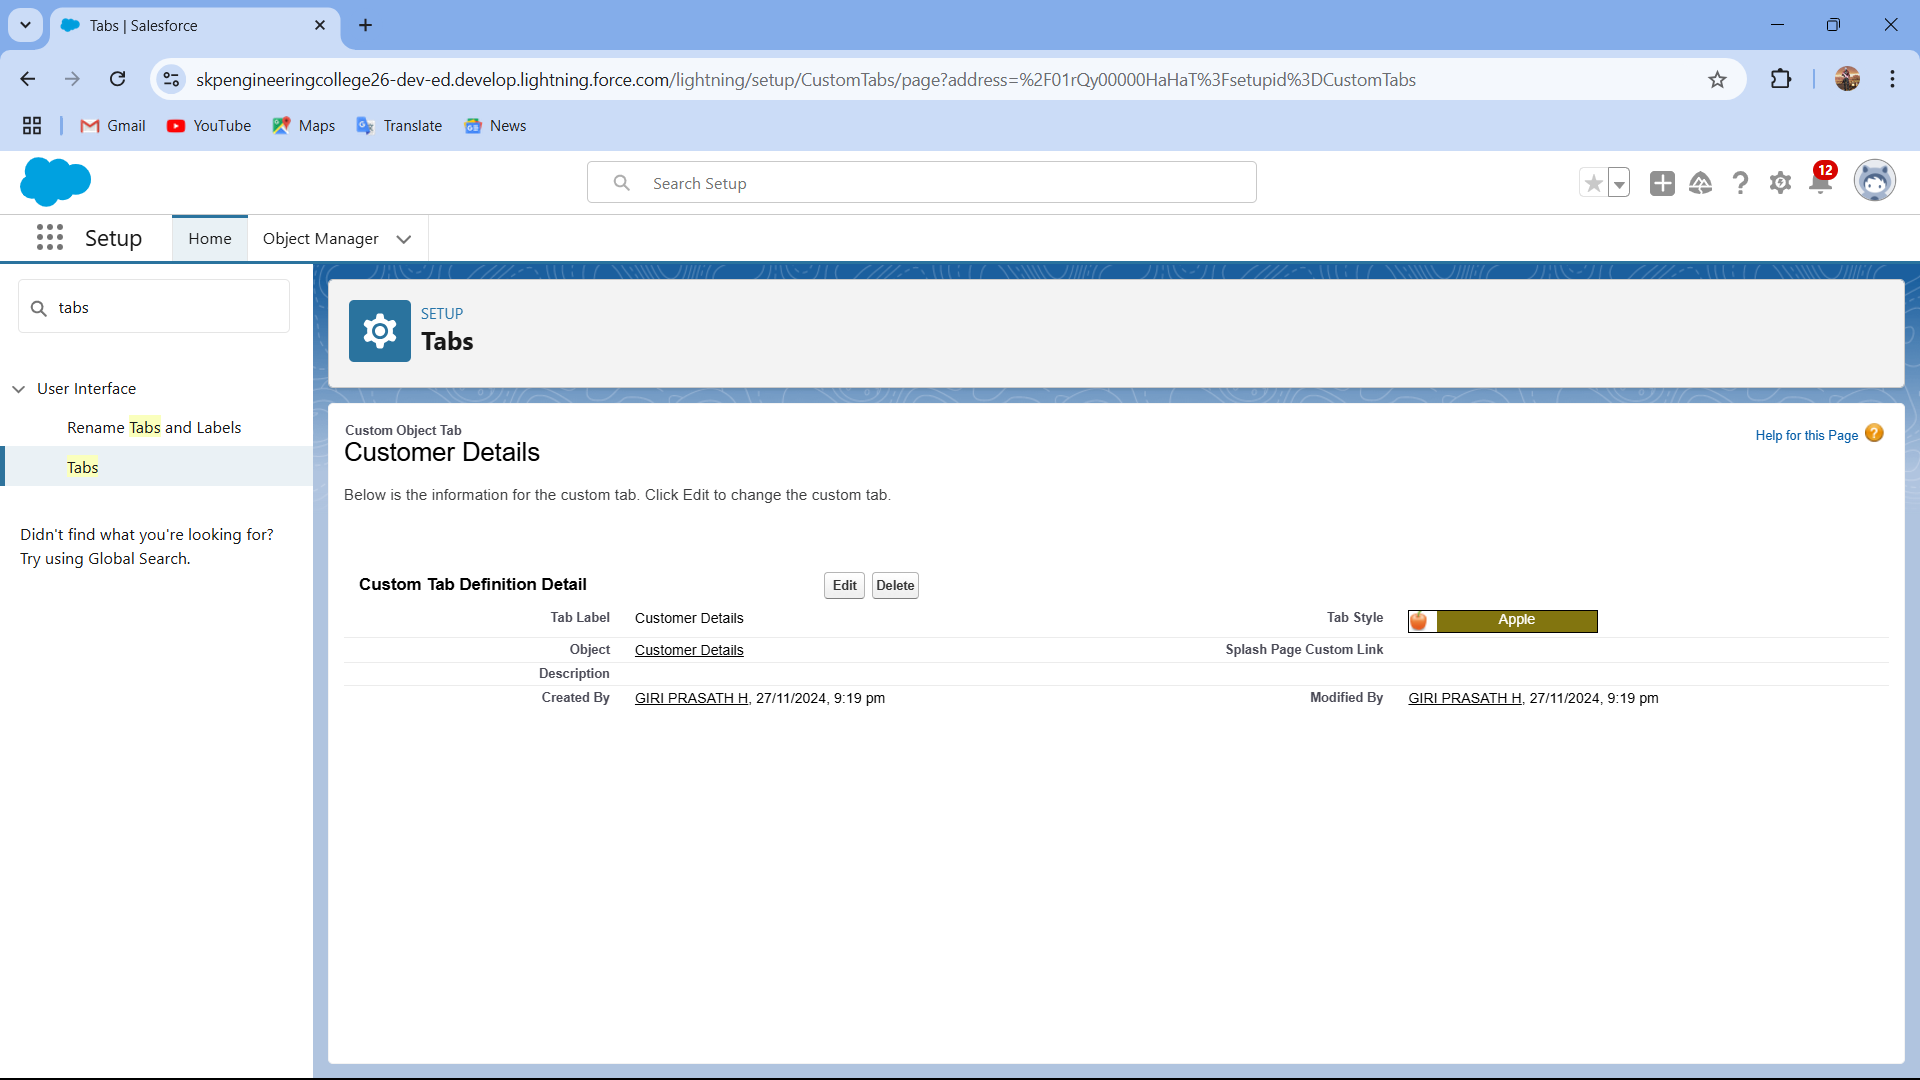 Tabs | Salesforce
skpengineeringcollege26-dev-ed.develop.lightning.force.com/lightning/setup/CustomTabs/page?address=%2F01rQy00000HaHaT%3Fsetupid%3DCustomTabs
Gmail YouTube Maps Translate News
Search Setup
12
Setup Home Object Manager
tabs
User Interface
Rename Tabs and Labels
Tabs
Didn't find what you're looking for?
Try using Global Search.
SETUP
Tabs
Custom Object Tab
Customer Details
Help for this Page ?
Below is the information for the custom tab. Click Edit to change the custom tab.
Custom Tab Definition Detail Edit Delete
Tab Label Customer Details Tab Style Apple
Object Customer Details Splash Page Custom Link
Description
Created By GIRI PRASATH H, 27/11/2024, 9:19 pm Modified By GIRI PRASATH H, 27/11/2024, 9:19 pm